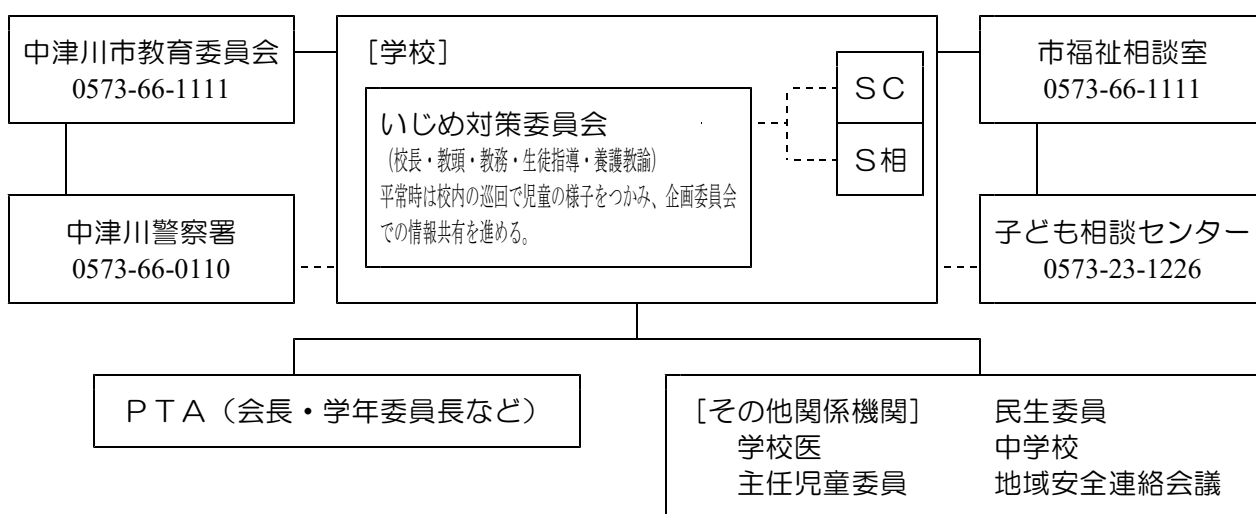 中津川市教育委員会
0573-66-1111
中津川警察署
0573-66-0110
［学校］
いじめ対策委員会
（校長・教頭・教務・生徒指導・養護教諭）
平常時は校内の巡回で児童の様子をつかみ、企画委員会
での情報共有を進める。
ＳＣ
Ｓ相
市福祉相談室
0573-66-1111
子ども相談センター
0573-23-1226
ＰＴＡ（会長・学年委員長など）
［その他関係機関］　民生委員
学校医　中学校
主任児童委員　地域安全連絡会議